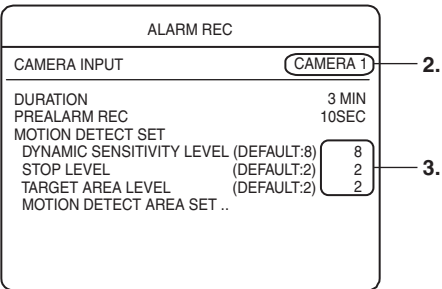 ALARM REC
CAMERA INPUT CAMERA 1 2.
DURATION 3 MIN
PREALARM REC 10SEC
MOTION DETECT SET
DYNAMIC SENSITIVITY LEVEL (DEFAULT:8) 8
STOP LEVEL (DEFAULT:2) 2 3.
TARGET AREA LEVEL (DEFAULT:2) 2
MOTION DETECT AREA SET ..